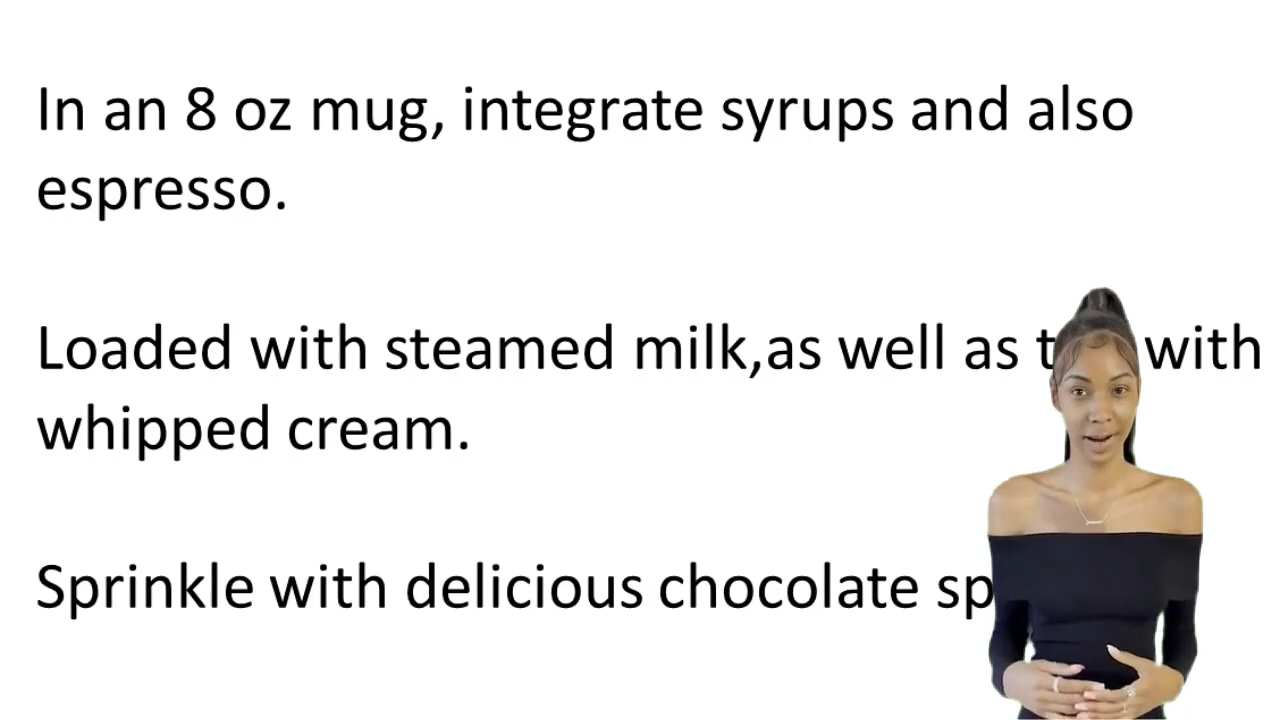 In an 8 oz mug, integrate syrups and also
espresso.
Loaded with steamed milk,as well as with
whipped cream.
Sprinkle with delicious chocolate